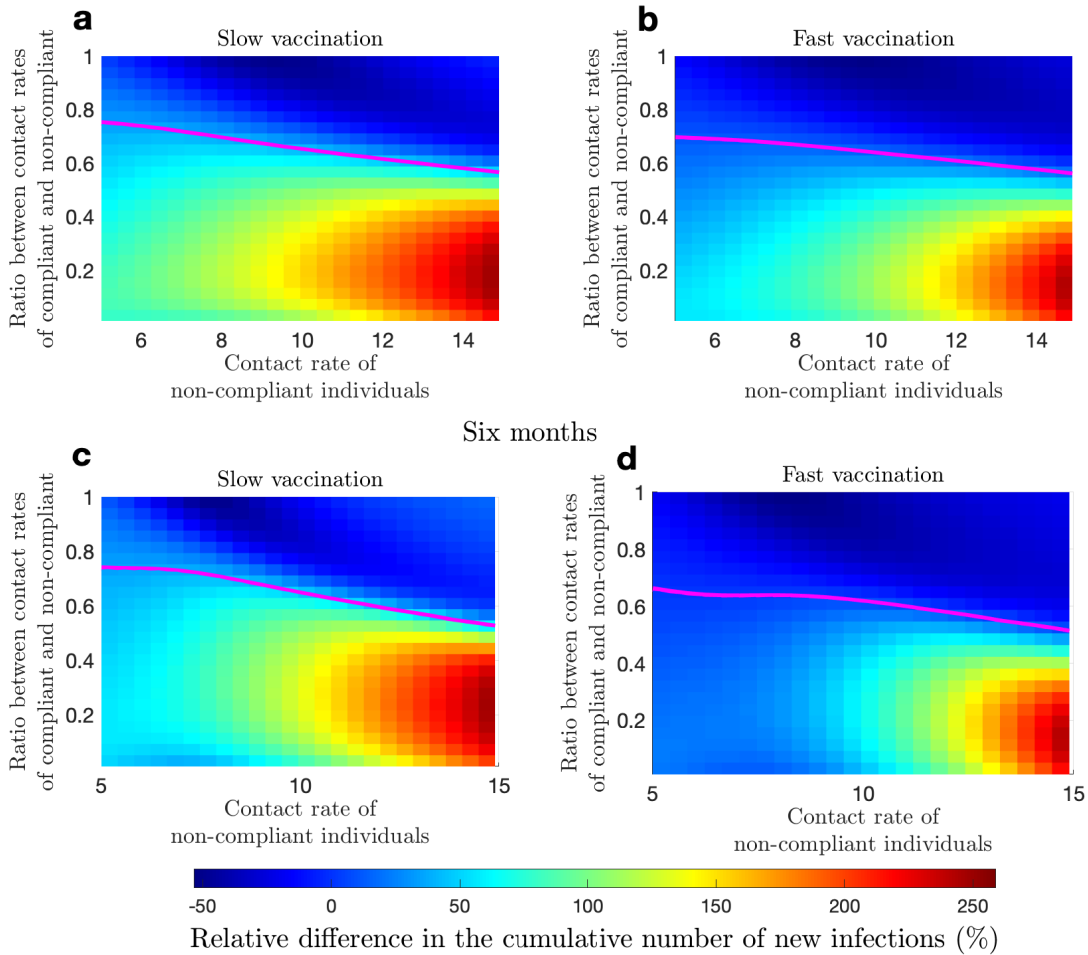 a
Slow vaccination
Ratio between contact rates
of compliant and non-compliant
1
0.8
0.6
0.4
0.2
6 8 10 12 14
Contact rate of
non-compliant individuals
b
Fast vaccination
Ratio between contact rates
of compliant and non-compliant
1
0.8
0.6
0.4
0.2
6 8 10 12 14
Contact rate of
non-compliant individuals
Six months
c
Slow vaccination
Ratio between contact rates
of compliant and non-compliant
1
0.8
0.6
0.4
0.2
5 10 15
Contact rate of
non-compliant individuals
d
Fast vaccination
Ratio between contact rates
of compliant and non-compliant
1
0.8
0.6
0.4
0.2
5 10 15
Contact rate of
non-compliant individuals
-50 0 50 100 150 200 250
Relative difference in the cumulative number of new infections (%)